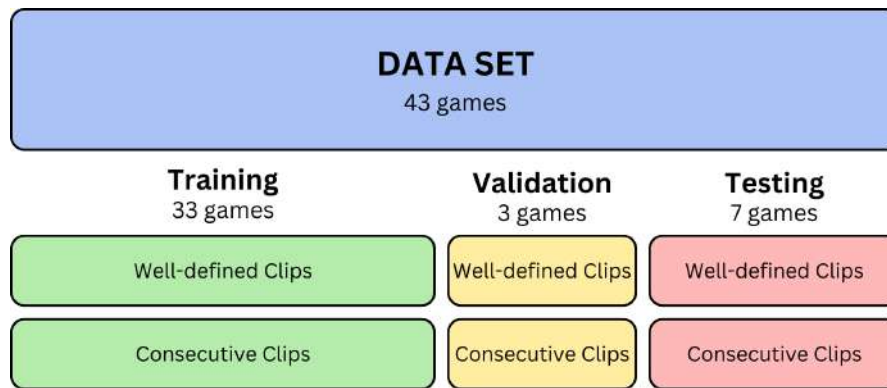 DATA SET
43 games
Training
33 games
Validation
3 games
Testing
7 games
Well-defined Clips
Well-defined Clips
Well-defined Clips
Consecutive Clips
Consecutive Clips
Consecutive Clips